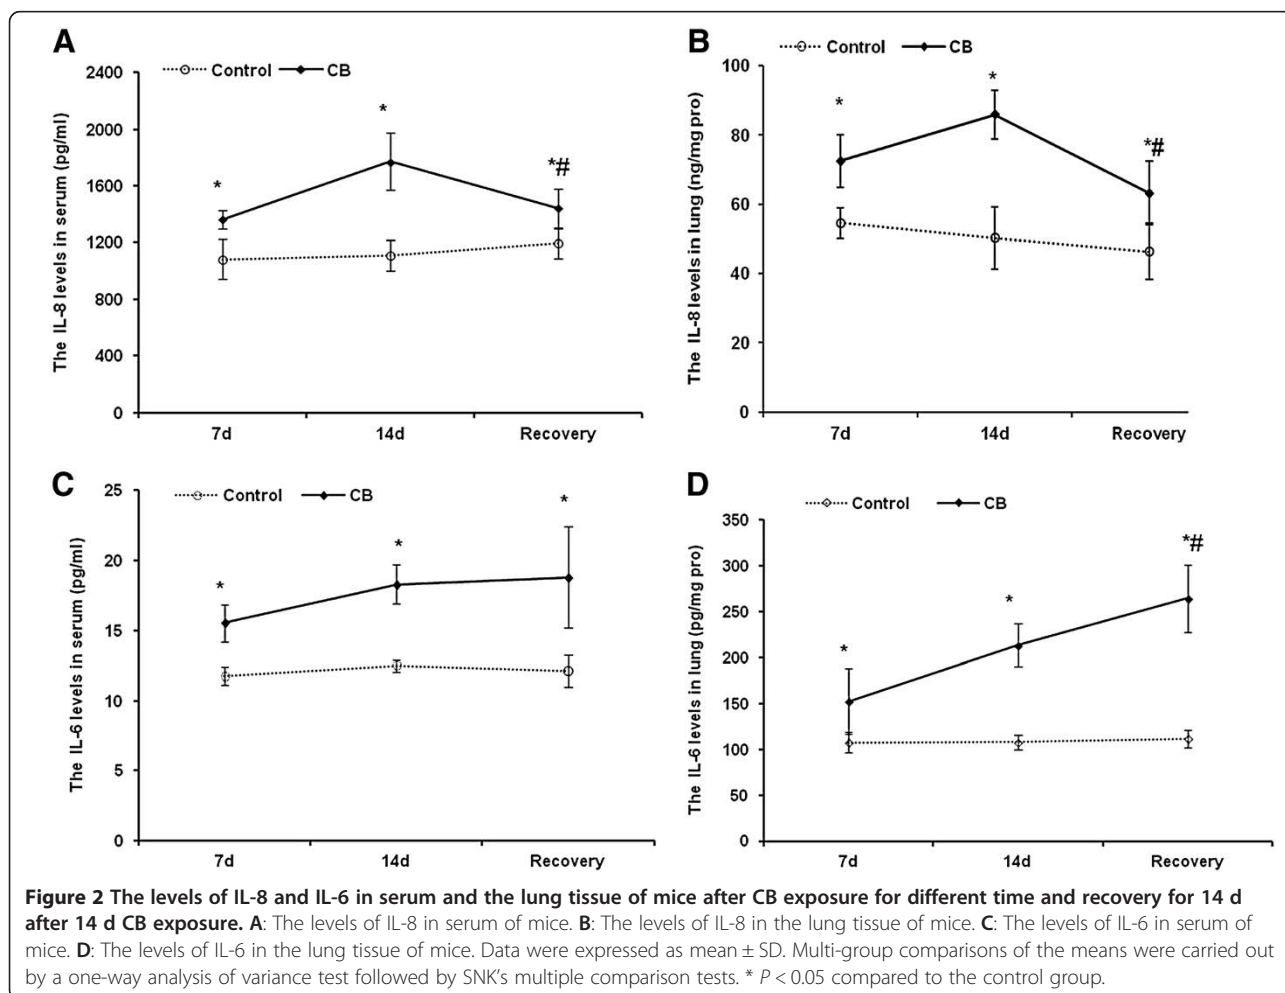 A
Control CB
The IL-8 levels in serum (pg/ml)
2400
2000
1600
1200
800
400
0
*
*
*#
7d 14d Recovery
B
Control CB
The IL-8 levels in lung (ng/mg pro)
100
80
60
40
20
0
*
*
*#
7d 14d Recovery
C
Control CB
The IL-6 levels in serum (pg/ml)
25
20
15
10
5
0
*
*
*
7d 14d Recovery
D
Control CB
The IL-6 levels in lung (pg/mg pro)
350
300
250
200
150
100
50
0
*
*
*#
7d 14d Recovery
Figure 2 The levels of IL-8 and IL-6 in serum and the lung tissue of mice after CB exposure for different time and recovery for 14 d
after 14 d CB exposure. A: The levels of IL-8 in serum of mice. B: The levels of IL-8 in the lung tissue of mice. C: The levels of IL-6 in serum of
mice. D: The levels of IL-6 in the lung tissue of mice. Data were expressed as mean ± SD. Multi-group comparisons of the means were carried out
by a one-way analysis of variance test followed by SNK's multiple comparison tests. * P < 0.05 compared to the control group.